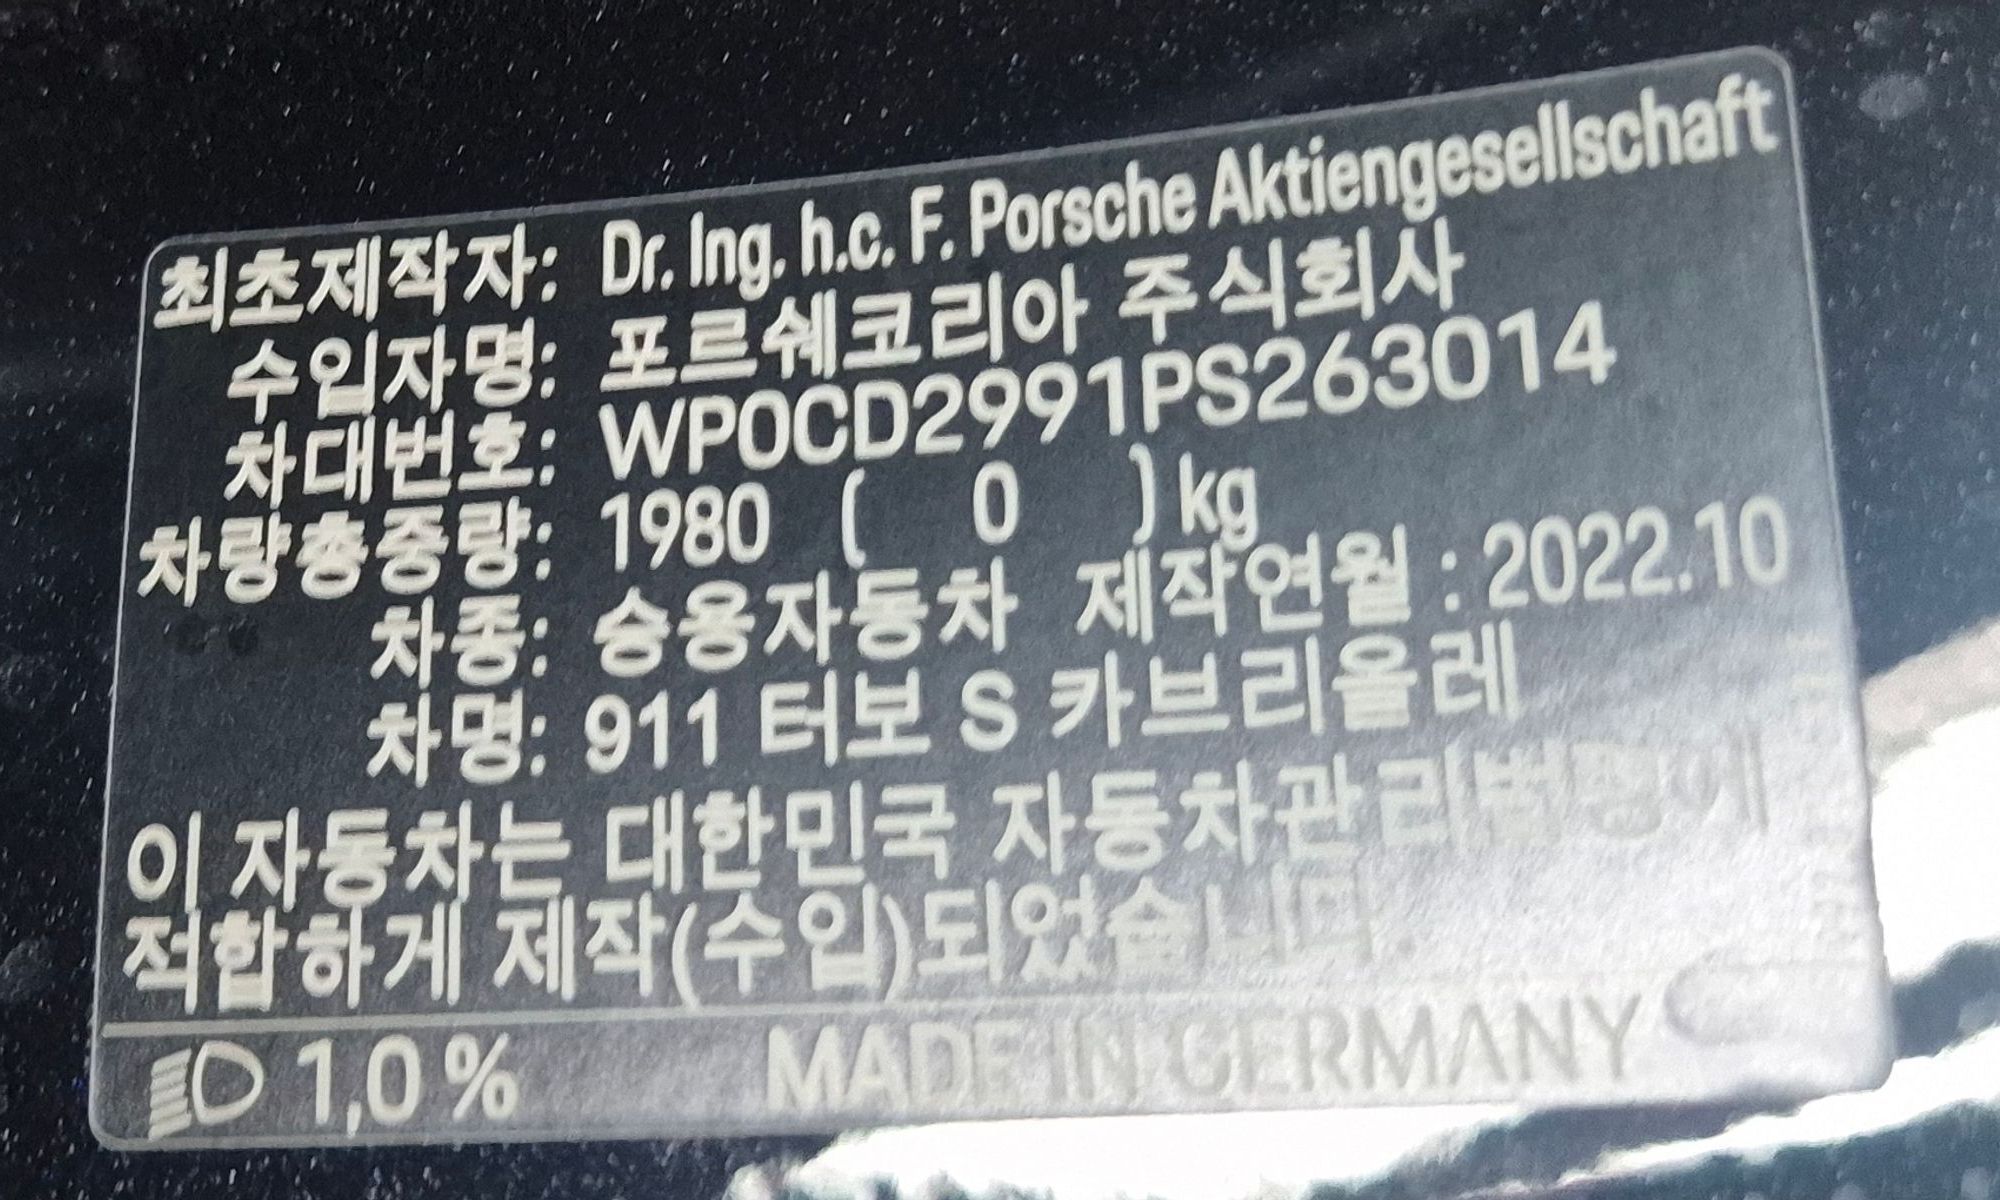 최초제작자: Dr. Ing. h.c. F. Porsche Aktiengesellschaft
수입자명: 포르쉐코리아 주식회사
차대번호: WP0CD2991PS263014
차량총중량: 1980 ( 0 ) kg
차종: 승용자동차 제작연월 : 2022.10
차명: 911 터보 S 카브리올레
이 자동차는 대한민국 자동차관리법령에
적합하게 제작(수입)되었습니다
1,0 % MADE IN GERMANY